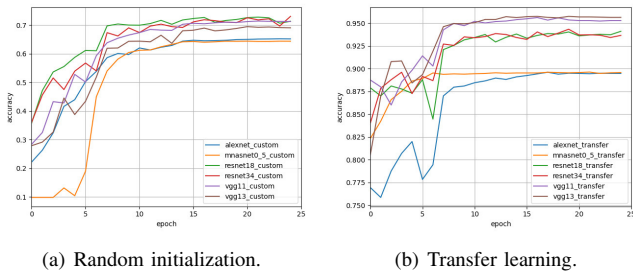 0.7
0.6
0.5
0.4
0.3
0.2
0.1
accuracy
0 5 10 15 20 25
epoch
alexnet_custom
mnasnet0_5_custom
resnet18_custom
resnet34_custom
vgg11_custom
vgg13_custom
(a) Random initialization.
0.950
0.925
0.900
0.875
0.850
0.825
0.800
0.775
0.750
accuracy
0 5 10 15 20 25
epoch
alexnet_transfer
mnasnet0_5_transfer
resnet18_transfer
resnet34_transfer
vgg11_transfer
vgg13_transfer
(b) Transfer learning.